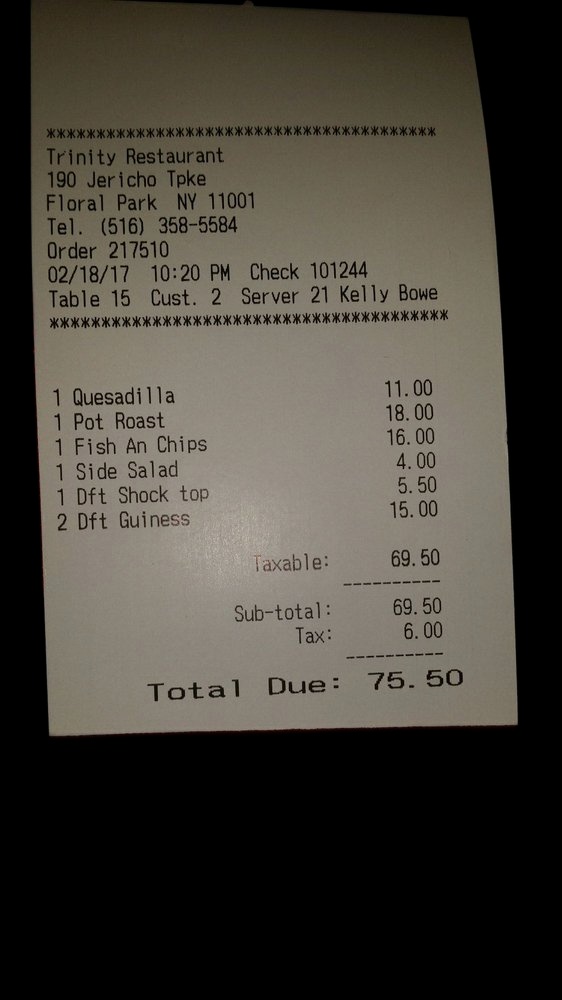 ***************************************
Trinity Restaurant
190 Jericho Tpke
Floral Park NY 11001
Tel. (516) 358-5584
Order 217510
02/18/17 10:20 PM Check 101244
Table 15 Cust. 2 Server 21 Kelly Bowe
***************************************
1 Quesadilla 11.00
1 Pot Roast 18.00
1 Fish An Chips 16.00
1 Side Salad 4.00
1 Dft Shock top 5.50
2 Dft Guiness 15.00
Taxable: 69.50
----------
Sub-total: 69.50
Tax: 6.00
----------
Total Due: 75.50